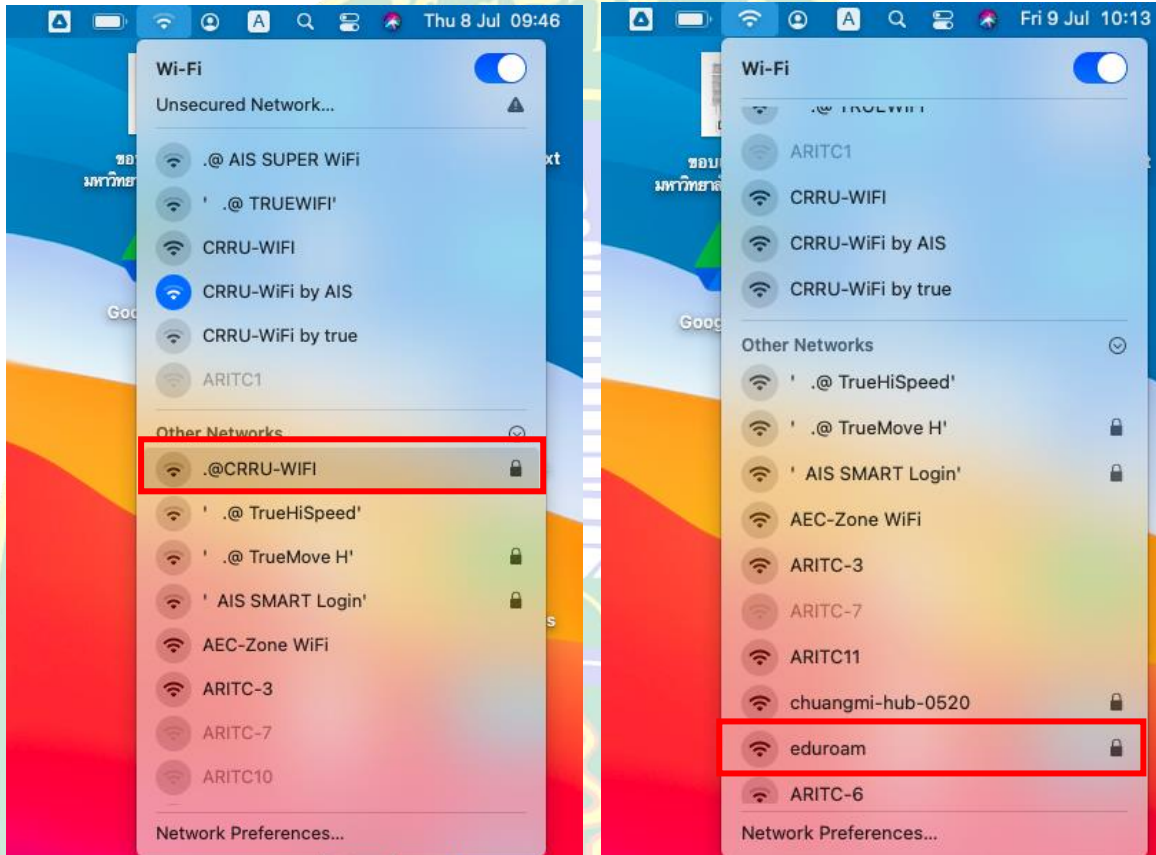 A
Thu 8 Jul 09:46
Wi-Fi
Unsecured Network...
.@ AIS SUPER WiFi
' .@ TRUEWIFI'
CRRU-WIFI
CRRU-WiFi by AIS
CRRU-WiFi by true
ARITC1
Other Networks
.@CRRU-WIFI
' .@ TrueHiSpeed'
' .@ TrueMove H'
' AIS SMART Login'
AEC-Zone WiFi
ARITC-3
ARITC-7
ARITC10
Network Preferences...
xt
s
A
Fri 9 Jul 10:13
Wi-Fi
.@ TRUEWIFI
ARITC1
CRRU-WIFI
CRRU-WiFi by AIS
CRRU-WiFi by true
Other Networks
' .@ TrueHiSpeed'
' .@ TrueMove H'
' AIS SMART Login'
AEC-Zone WiFi
ARITC-3
ARITC-7
ARITC11
chuangmi-hub-0520
eduroam
ARITC-6
Network Preferences...